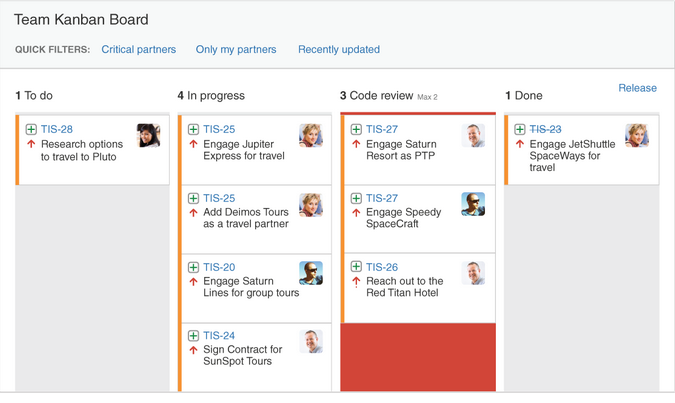 Team Kanban Board
QUICK FILTERS: Critical partners Only my partners Recently updated
Release
1 To do
TIS-28
Research options
to travel to Pluto
4 In progress
TIS-25
Engage Jupiter
Express for travel
TIS-25
Add Deimos Tours
as a travel partner
TIS-20
Engage Saturn
Lines for group tours
TIS-24
Sign Contract for
SunSpot Tours
3 Code review Max 2
TIS-27
Engage Saturn
Resort as PTP
TIS-27
Engage Speedy
SpaceCraft
TIS-26
Reach out to the
Red Titan Hotel
1 Done
TIS-23
Engage JetShuttle
SpaceWays for
travel